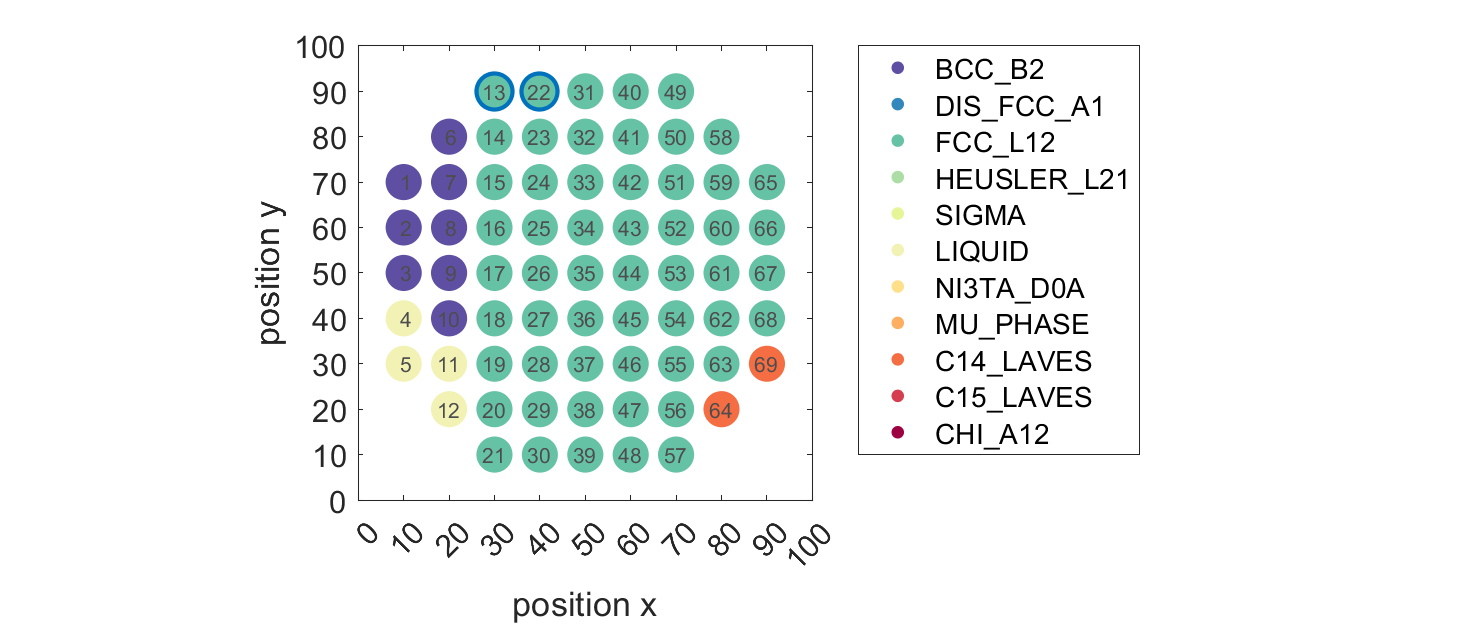 100
90
80
70
60
50
40
30
20
10
0
position y
13 22 31 40 49
6 14 23 32 41 50 58
1 7 15 24 33 42 51 59 65
2 8 16 25 34 43 52 60 66
3 9 17 26 35 44 53 61 67
4 10 18 27 36 45 54 62 68
5 11 19 28 37 46 55 63 69
12 20 29 38 47 56 64
21 30 39 48 57
0 10 20 30 40 50 60 70 80 90 100
position x
BCC_B2
DIS_FCC_A1
FCC_L12
HEUSLER_L21
SIGMA
LIQUID
NI3TA_D0A
MU_PHASE
C14_LAVES
C15_LAVES
CHI_A12